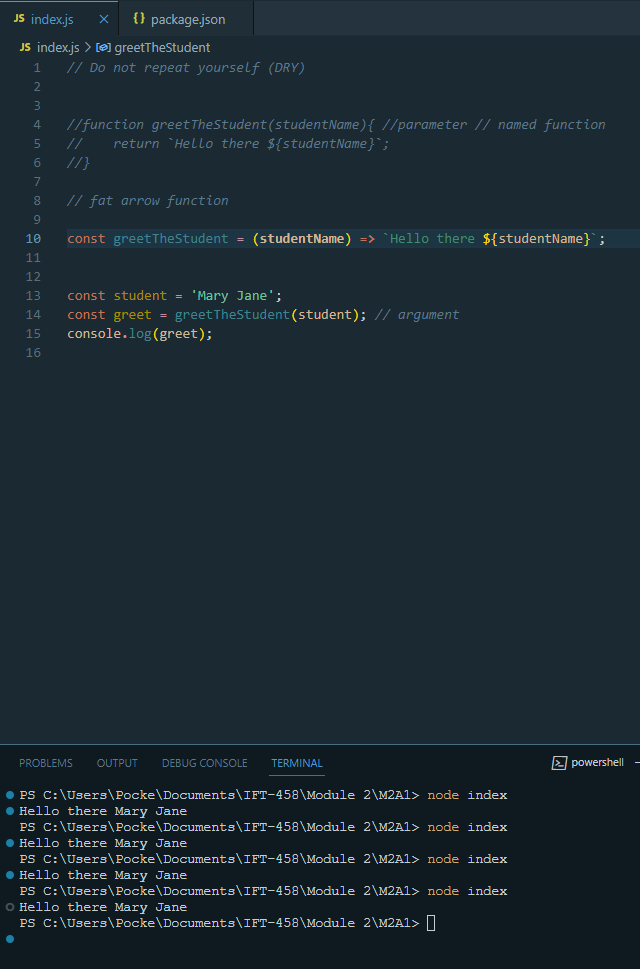 JS index.js × {} package.json
JS index.js > greetTheStudent
1 // Do not repeat yourself (DRY)
2
3
4 //function greetTheStudent(studentName){ //parameter // named function
5 //    return `Hello there ${studentName}`;
6 //}
7
8 // fat arrow function
9
10 const greetTheStudent = (studentName) => `Hello there ${studentName}`;
11
12
13 const student = 'Mary Jane';
14 const greet = greetTheStudent(student); // argument
15 console.log(greet);
16
PROBLEMS OUTPUT DEBUG CONSOLE TERMINAL powershell
PS C:\Users\Pocke\Documents\IFT-458\Module 2\M2A1> node index
Hello there Mary Jane
PS C:\Users\Pocke\Documents\IFT-458\Module 2\M2A1> node index
Hello there Mary Jane
PS C:\Users\Pocke\Documents\IFT-458\Module 2\M2A1> node index
Hello there Mary Jane
PS C:\Users\Pocke\Documents\IFT-458\Module 2\M2A1> node index
Hello there Mary Jane
PS C:\Users\Pocke\Documents\IFT-458\Module 2\M2A1>